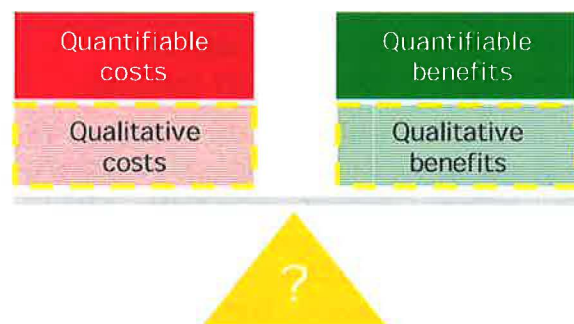 Quantifiable
costs
Quantifiable
benefits
Qualitative
costs
Qualitative
benefits
?